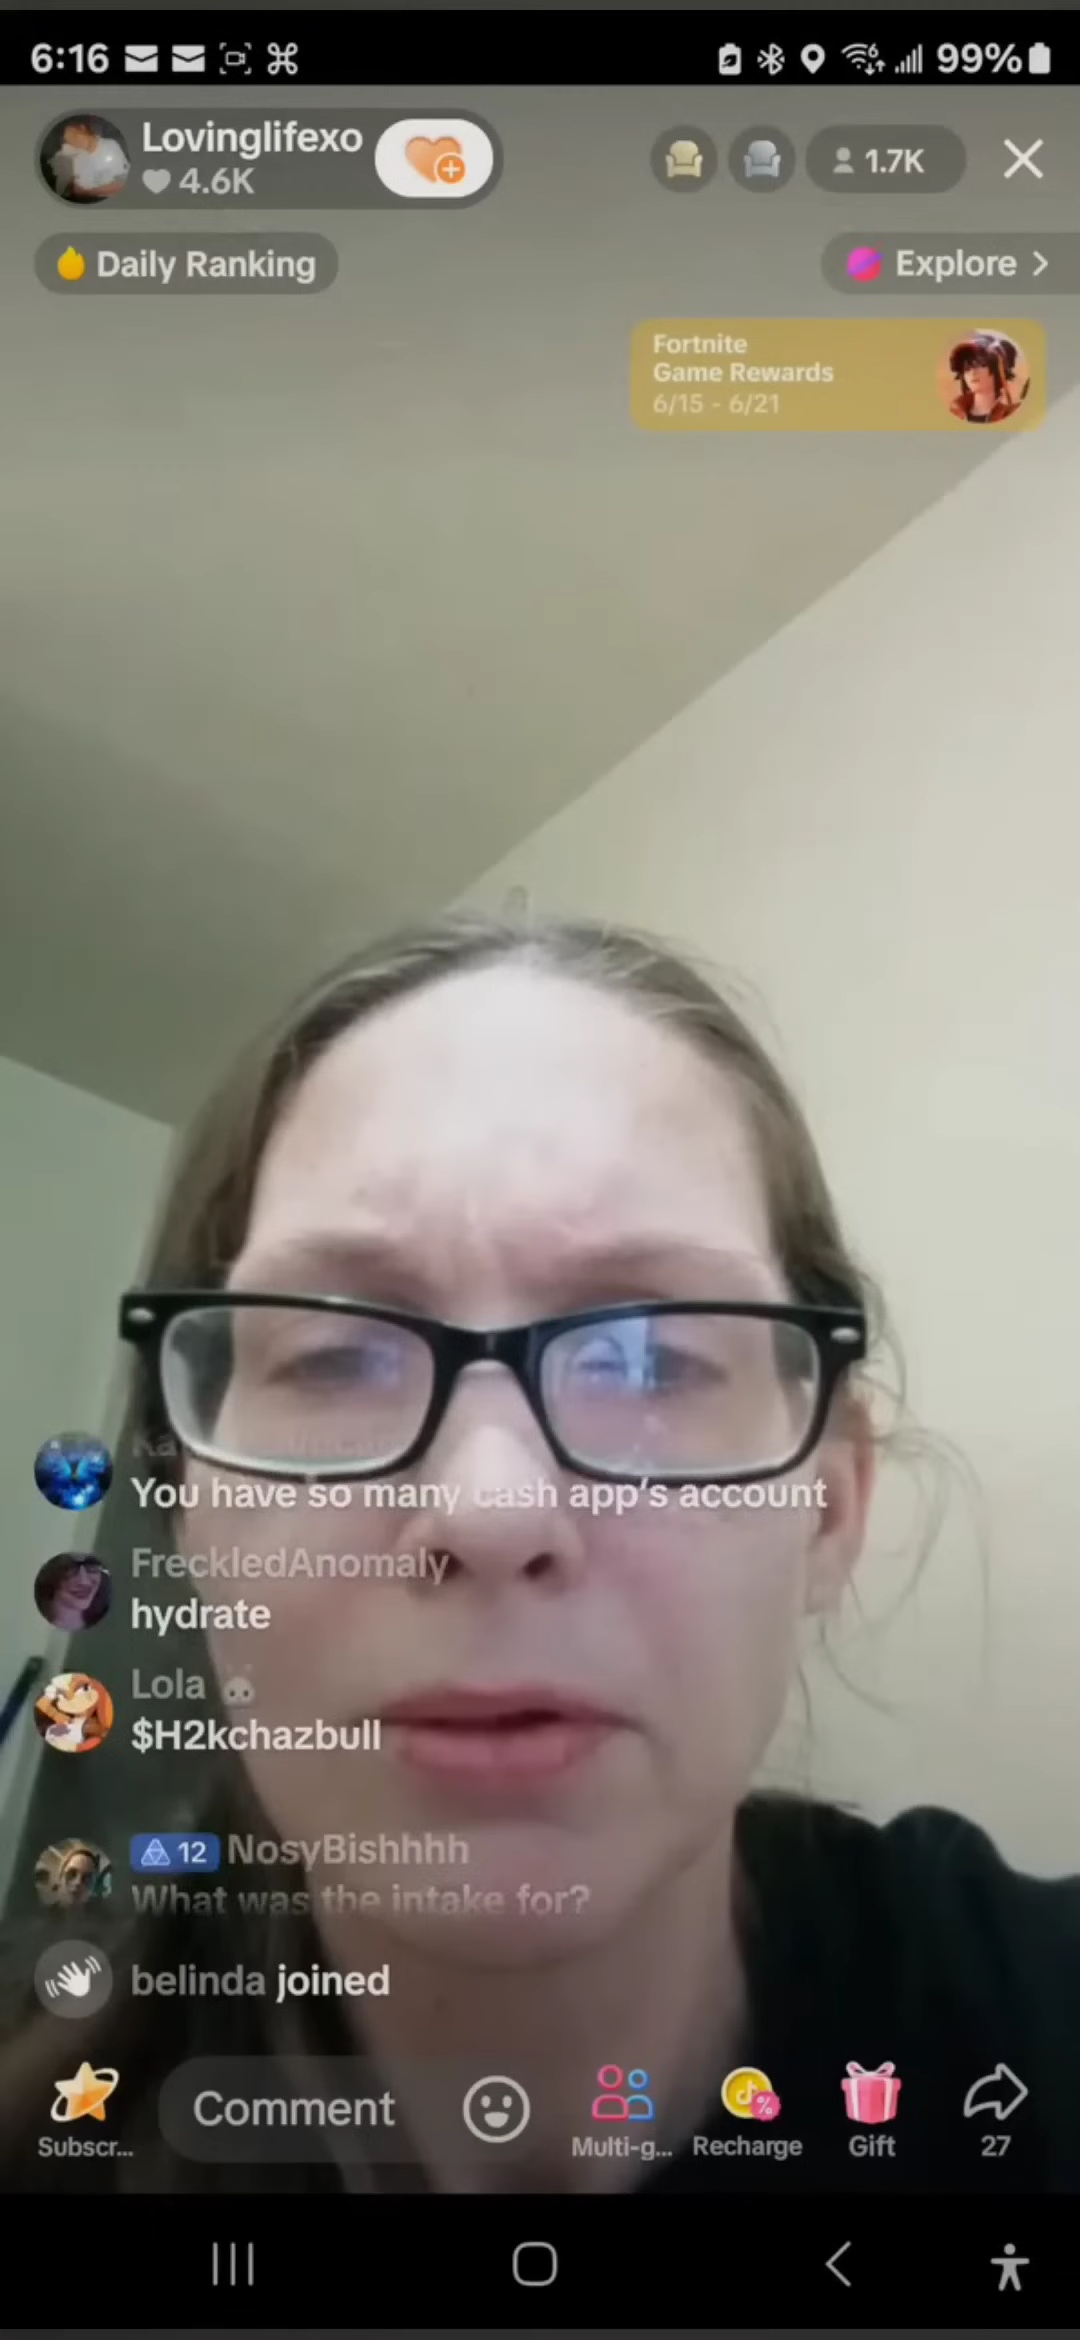 6:16
99%
Lovinglifexo
4.6K
1.7K
Daily Ranking
Explore
Fortnite
Game Rewards
6/15 - 6/21
You have so many cash app's account
FreckledAnomaly
hydrate
Lola
$H2kchazbull
12 NosyBishhhh
What was the intake for?
belinda joined
Comment
Subscr...
Multi-g...
Recharge
Gift
27